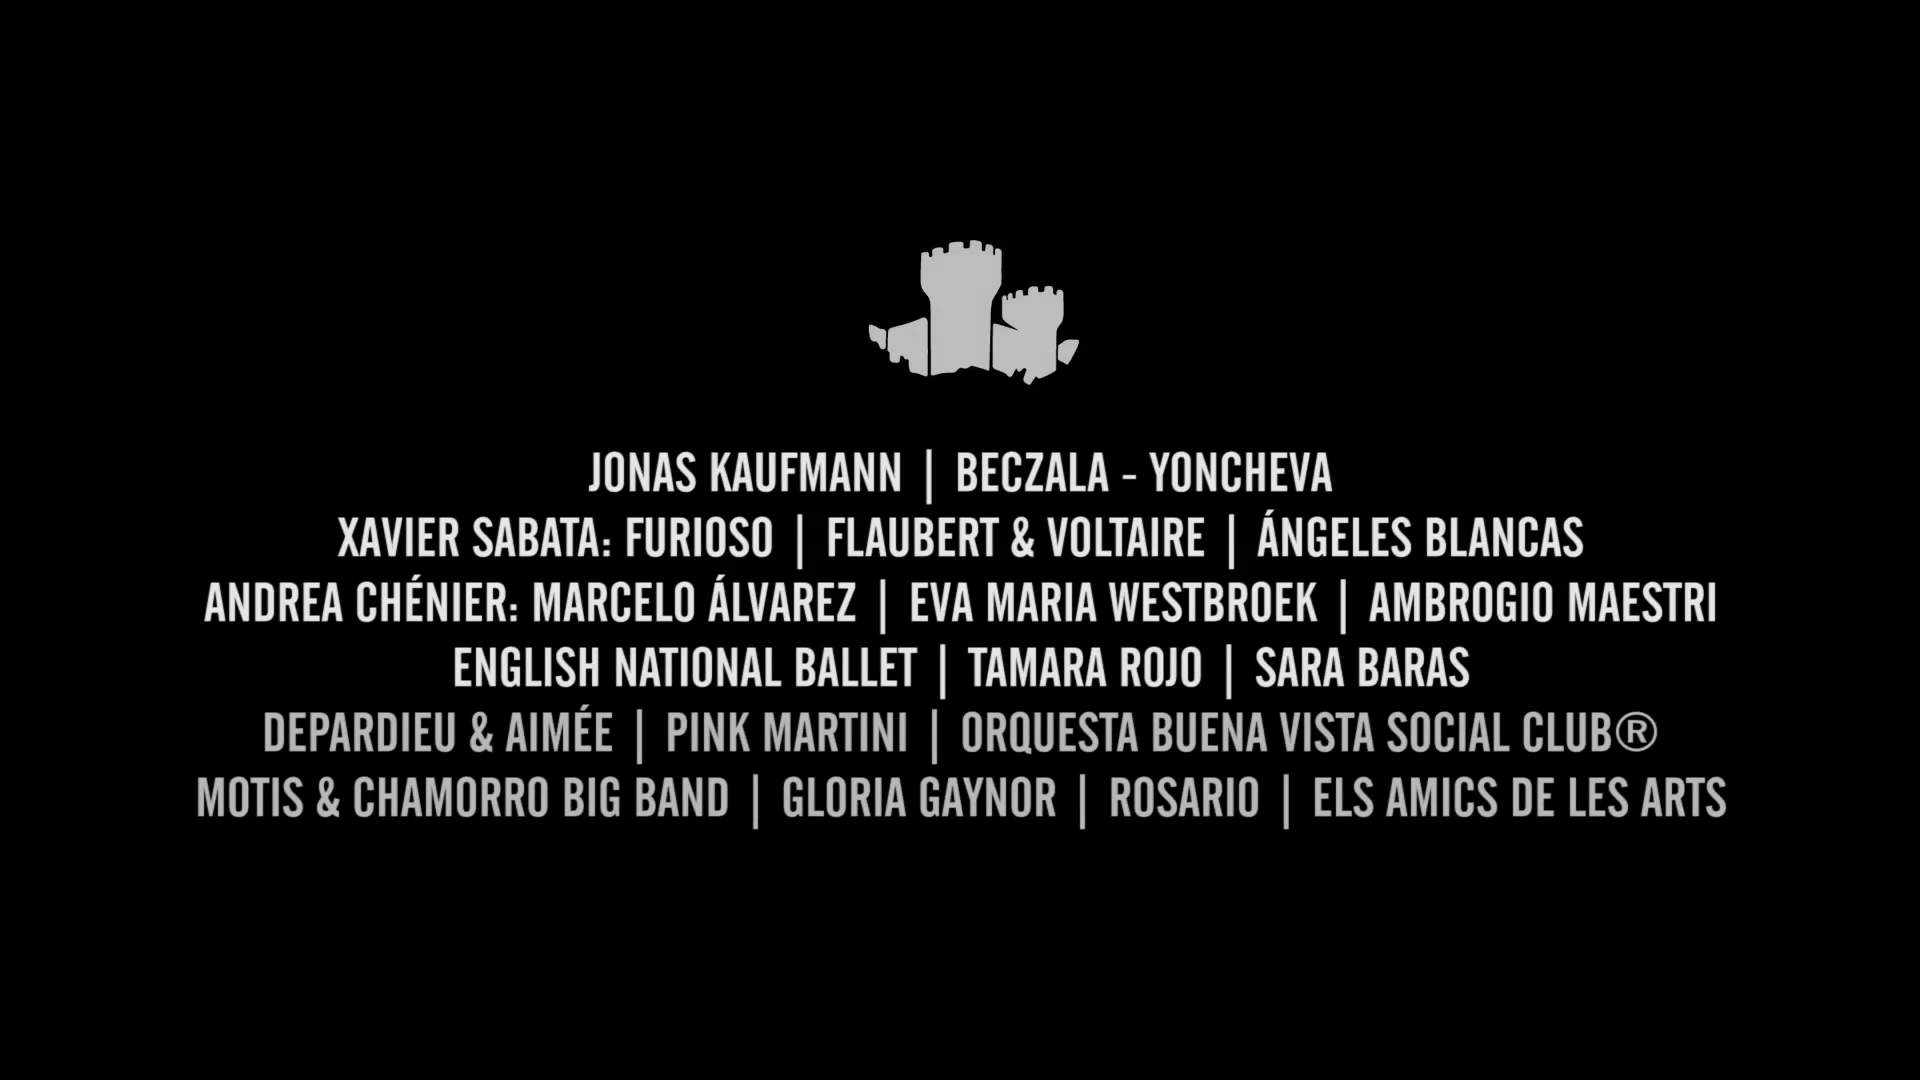 JONAS KAUFMANN | BECZALA - YONCHEVA
XAVIER SABATA: FURIOSO | FLAUBERT & VOLTAIRE | ÁNGELES BLANCAS
ANDREA CHÉNIER: MARCELO ÁLVAREZ | EVA MARIA WESTBROEK | AMBROGIO MAESTRI
ENGLISH NATIONAL BALLET | TAMARA ROJO | SARA BARAS
DEPARDIEU & AIMÉE | PINK MARTINI | ORQUESTA BUENA VISTA SOCIAL CLUB®
MOTIS & CHAMORRO BIG BAND | GLORIA GAYNOR | ROSARIO | ELS AMICS DE LES ARTS